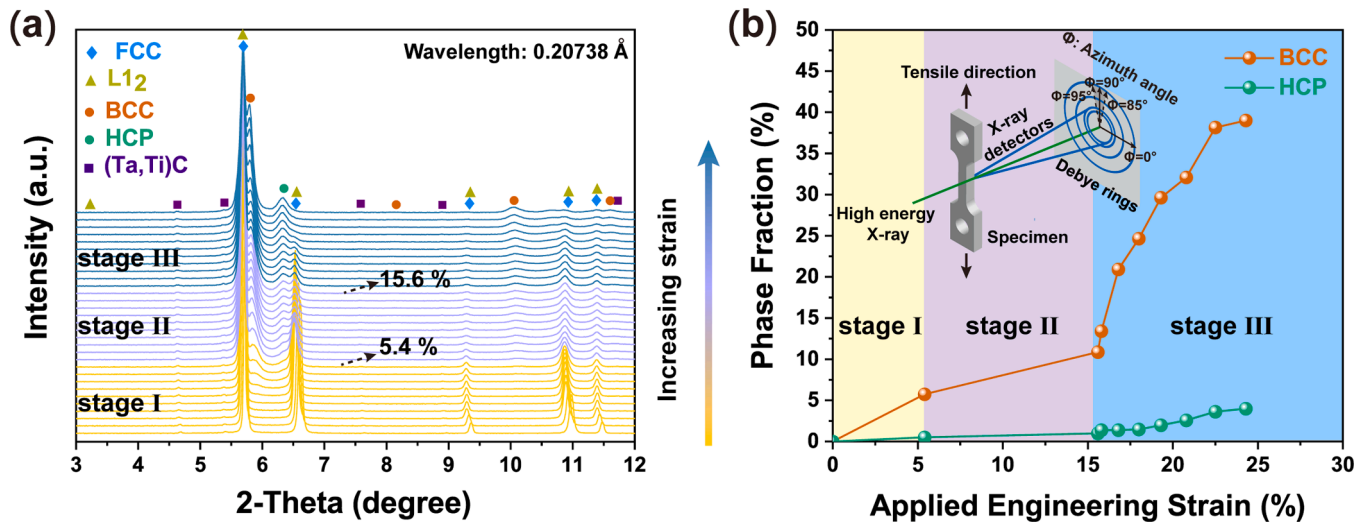 (a)
FCC
L1₂
BCC
HCP
(Ta,Ti)C
Wavelength: 0.20738 Å
Intensity (a.u.)
stage III
15.6 %
stage II
5.4 %
stage I
3 4 5 6 7 8 9 10 11 12
2-Theta (degree)
Increasing strain
(b)
50
45
40
35
30
25
20
15
10
5
0
Phase Fraction (%)
BCC
HCP
Φ: Azimuth angle
Φ=90°
Φ=95°
Φ=85°
Φ=0°
Tensile direction
X-ray
detectors
Debye rings
High energy
X-ray
Specimen
stage I
stage II
stage III
0 5 10 15 20 25 30
Applied Engineering Strain (%)